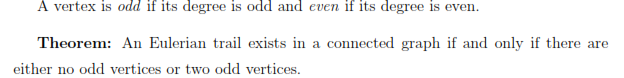 A vertex is odd if its degree is odd and even if its degree is even.
Theorem: An Eulerian trail exists in a connected graph if and only if there are
either no odd vertices or two odd vertices.